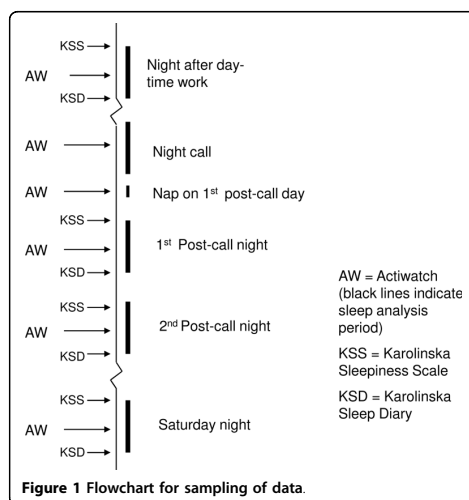 KSS
AW
KSD
Night after day-
time work
AW
Night call
AW
Nap on 1st post-call day
KSS
AW
KSD
1st Post-call night
KSS
AW
KSD
2nd Post-call night
KSS
AW
KSD
Saturday night
AW = Actiwatch
(black lines indicate
sleep analysis
period)
KSS = Karolinska
Sleepiness Scale
KSD = Karolinska
Sleep Diary
Figure 1 Flowchart for sampling of data.